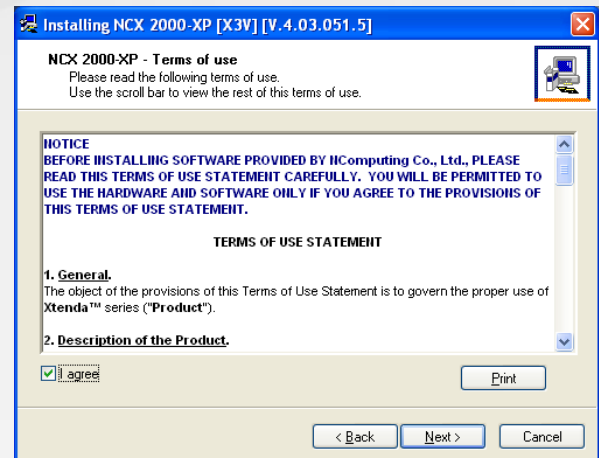 Installing NCX 2000-XP [X3V] [V.4.03.051.5]
NCX 2000-XP - Terms of use
Please read the following terms of use.
Use the scroll bar to view the rest of this terms of use.
NOTICE
BEFORE INSTALLING SOFTWARE PROVIDED BY NComputing Co., Ltd., PLEASE
READ THIS TERMS OF USE STATEMENT CAREFULLY. YOU WILL BE PERMITTED TO
USE THE HARDWARE AND SOFTWARE ONLY IF YOU AGREE TO THE PROVISIONS OF
THIS TERMS OF USE STATEMENT.
TERMS OF USE STATEMENT
1. General.
The object of the provisions of this Terms of Use Statement is to govern the proper use of
Xtenda™ series ("Product").
2. Description of the Product.
I agree
Print
< Back
Next >
Cancel